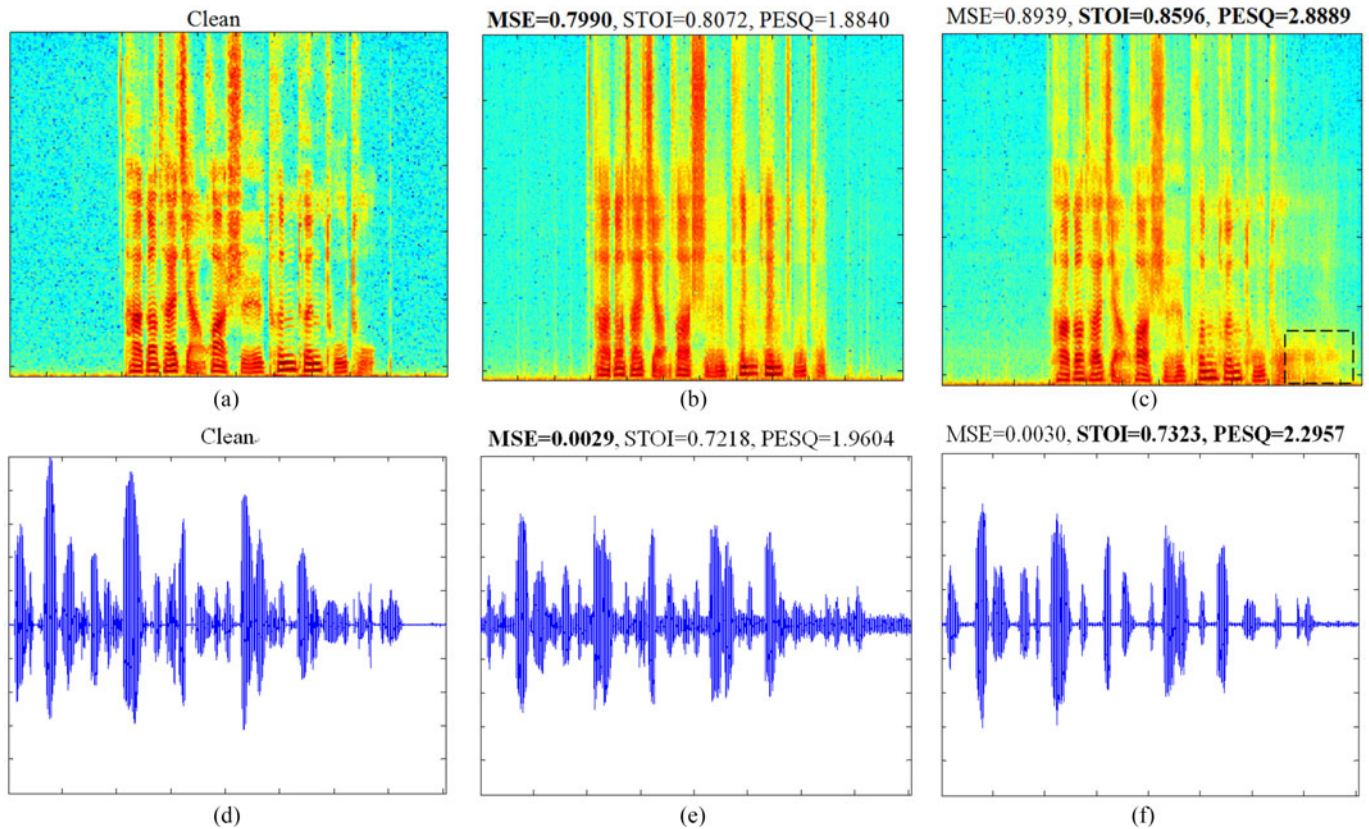 Clean
MSE=0.7990, STOI=0.8072, PESQ=1.8840
MSE=0.8939, STOI=0.8596, PESQ=2.8889
(a)
(b)
(c)
Clean
MSE=0.0029, STOI=0.7218, PESQ=1.9604
MSE=0.0030, STOI=0.7323, PESQ=2.2957
(d)
(e)
(f)